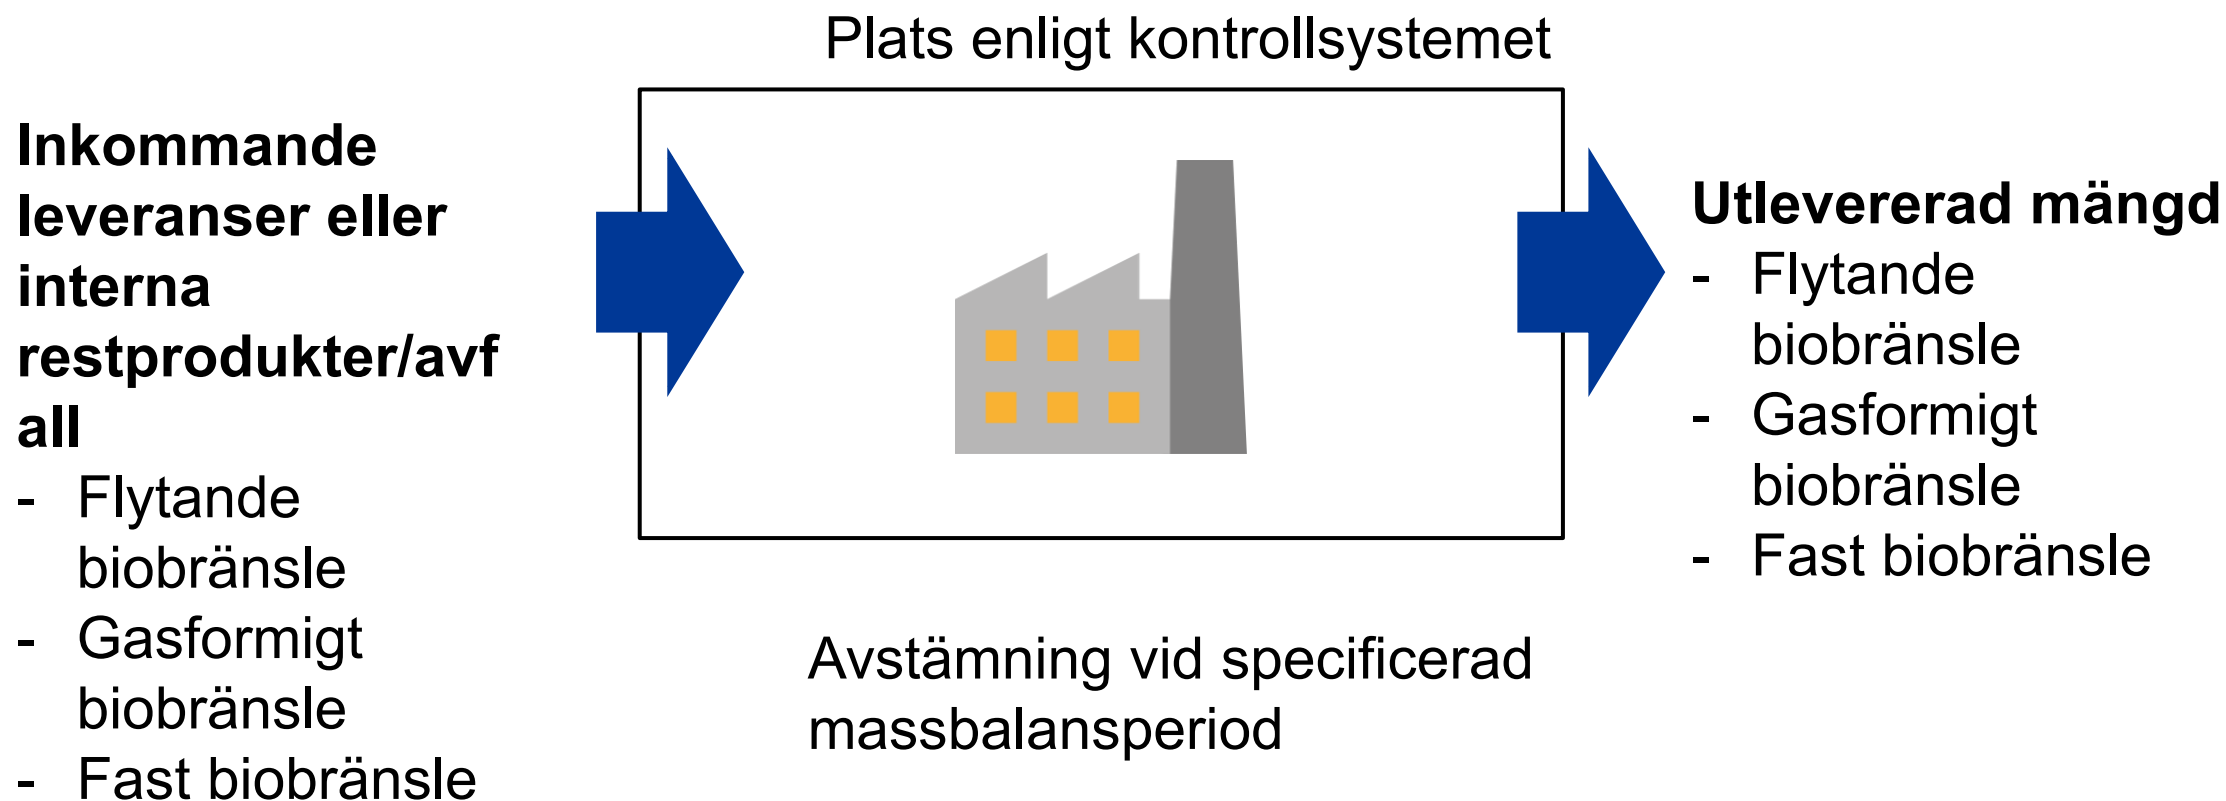 Plats enligt kontrollsystemet
Inkommande
leveranser eller
interna
restprodukter/avf
all
- Flytande
biobränsle
- Gasformigt
biobränsle
- Fast biobränsle
Avstämning vid specificerad
massbalansperiod
Utlevererad mängd
- Flytande
biobränsle
- Gasformigt
biobränsle
- Fast biobränsle